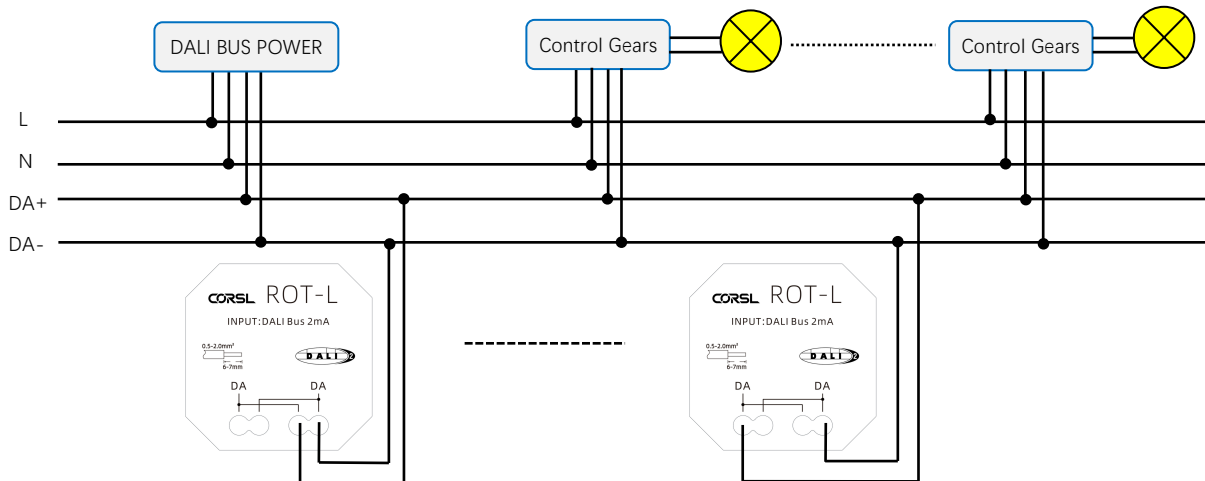 DALI BUS POWER
Control Gears
Control Gears
L
N
DA+
DA-
CORSL ROT-L
INPUT:DALI Bus 2mA
0.5-2.0mm²
6-7mm
DALI 2
DA DA
CORSL ROT-L
INPUT:DALI Bus 2mA
0.5-2.0mm²
6-7mm
DALI 2
DA DA